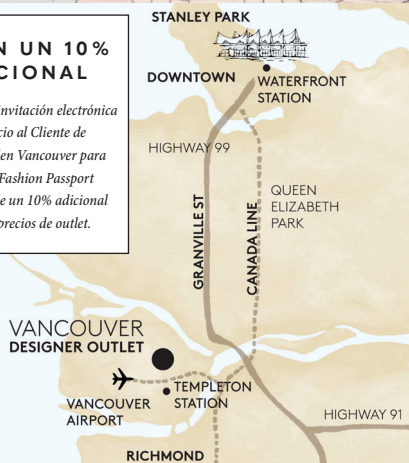 N UN 10%
CIONAL
nvitación electrónica
cio al Cliente de
en Vancouver para
Fashion Passport
e un 10% adicional
precios de outlet.
STANLEY PARK
DOWNTOWN
WATERFRONT
STATION
HIGHWAY 99
QUEEN
ELIZABETH
PARK
GRANVILLE ST
CANADA LINE
VANCOUVER
DESIGNER OUTLET
TEMPLETON
STATION
VANCOUVER
AIRPORT
HIGHWAY 91
RICHMOND